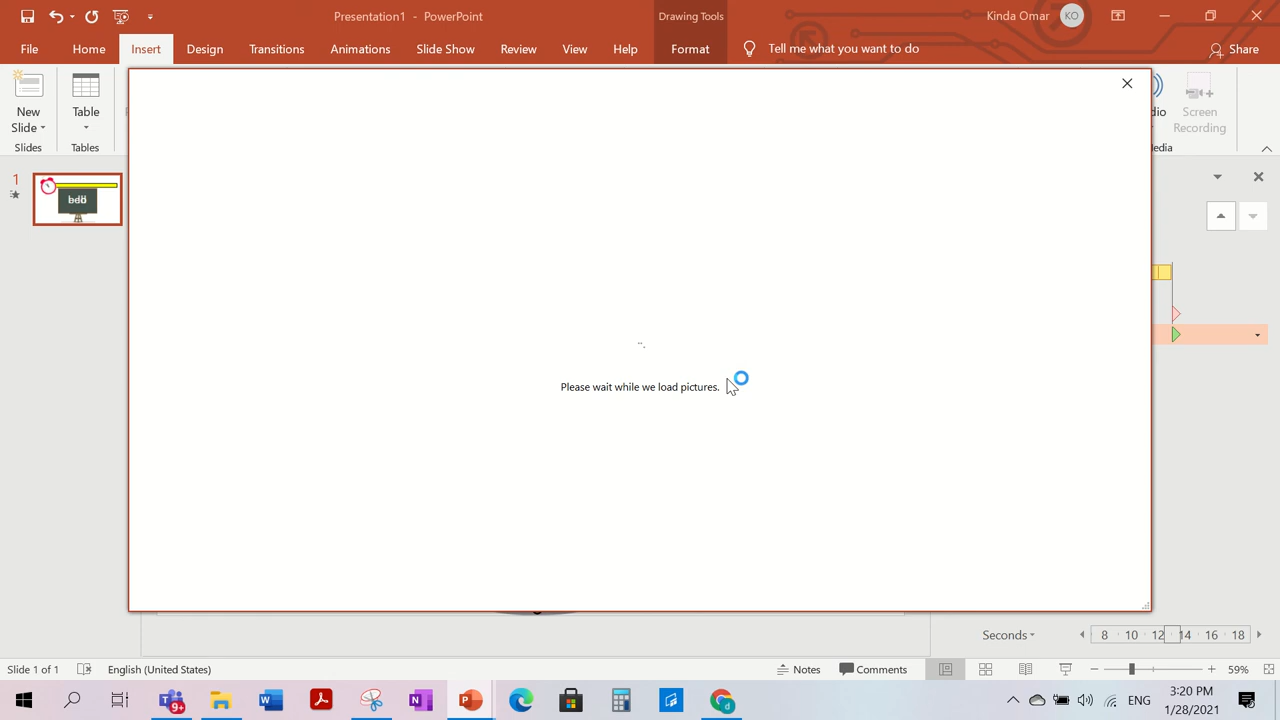 Presentation1 - PowerPoint
Drawing Tools
Kinda Omar
KO
File
Home
Insert
Design
Transitions
Animations
Slide Show
Review
View
Help
Format
Tell me what you want to do
Share
New
Slide
Table
Screen
Recording
Slides
Tables
1
Please wait while we load pictures.
Seconds
8 10 12 14 16 18
Slide 1 of 1
English (United States)
Notes
Comments
59%
9+
ENG
3:20 PM
1/28/2021